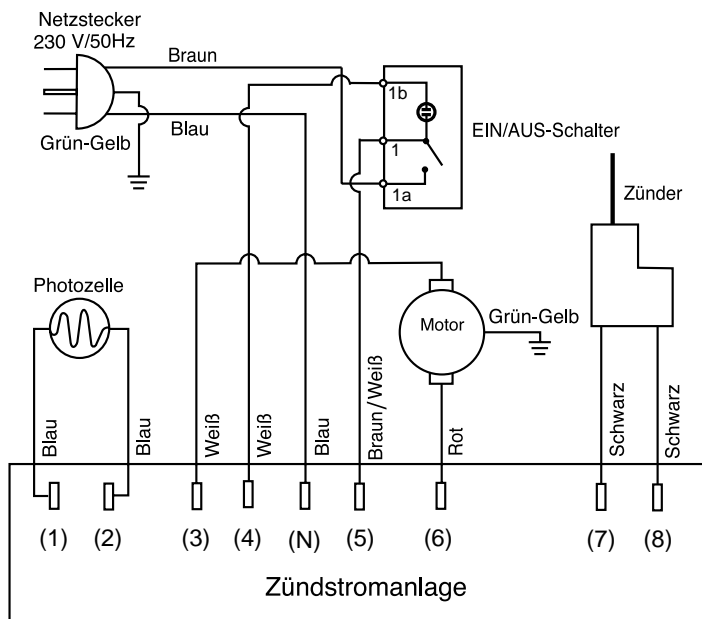 Netzstecker
230 V/50Hz
Braun
Blau
Grün-Gelb
1b
1
1a
EIN/AUS-Schalter
Zünder
Photozelle
Motor
Grün-Gelb
Blau
Blau
Weiß
Weiß
Blau
Braun/Weiß
Rot
Schwarz
Schwarz
(1) (2) (3) (4) (N) (5) (6) (7) (8)
Zündstromanlage